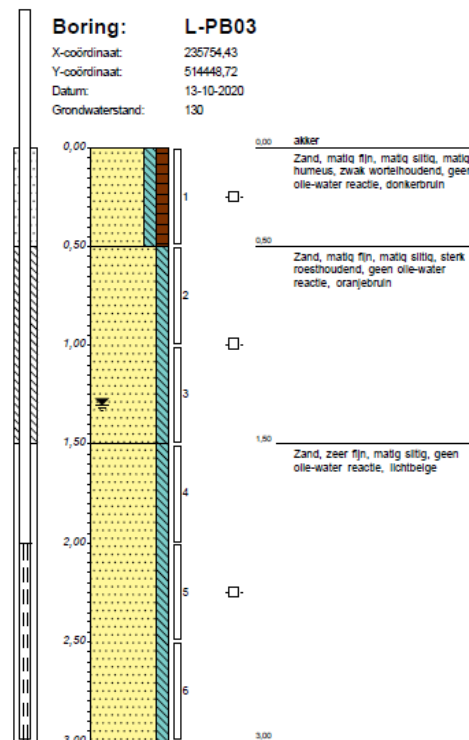 Boring: L-PB03
X-coördinaat: 235754,43
Y-coördinaat: 514448,72
Datum: 13-10-2020
Grondwaterstand: 130
0,00
0,00 akker
Zand, matig fijn, matig siltig, matig
humeus, zwak wortelhoudend, geen
olie-water reactie, donkerbruin
1
0,50
0,50
Zand, matig fijn, matig siltig, sterk
roesthoudend, geen olie-water
reactie, oranjebruin
2
1,00
3
1,50
1,50
Zand, zeer fijn, matig siltig, geen
olie-water reactie, lichtbeige
4
2,00
5
2,50
6
3,00
3,00